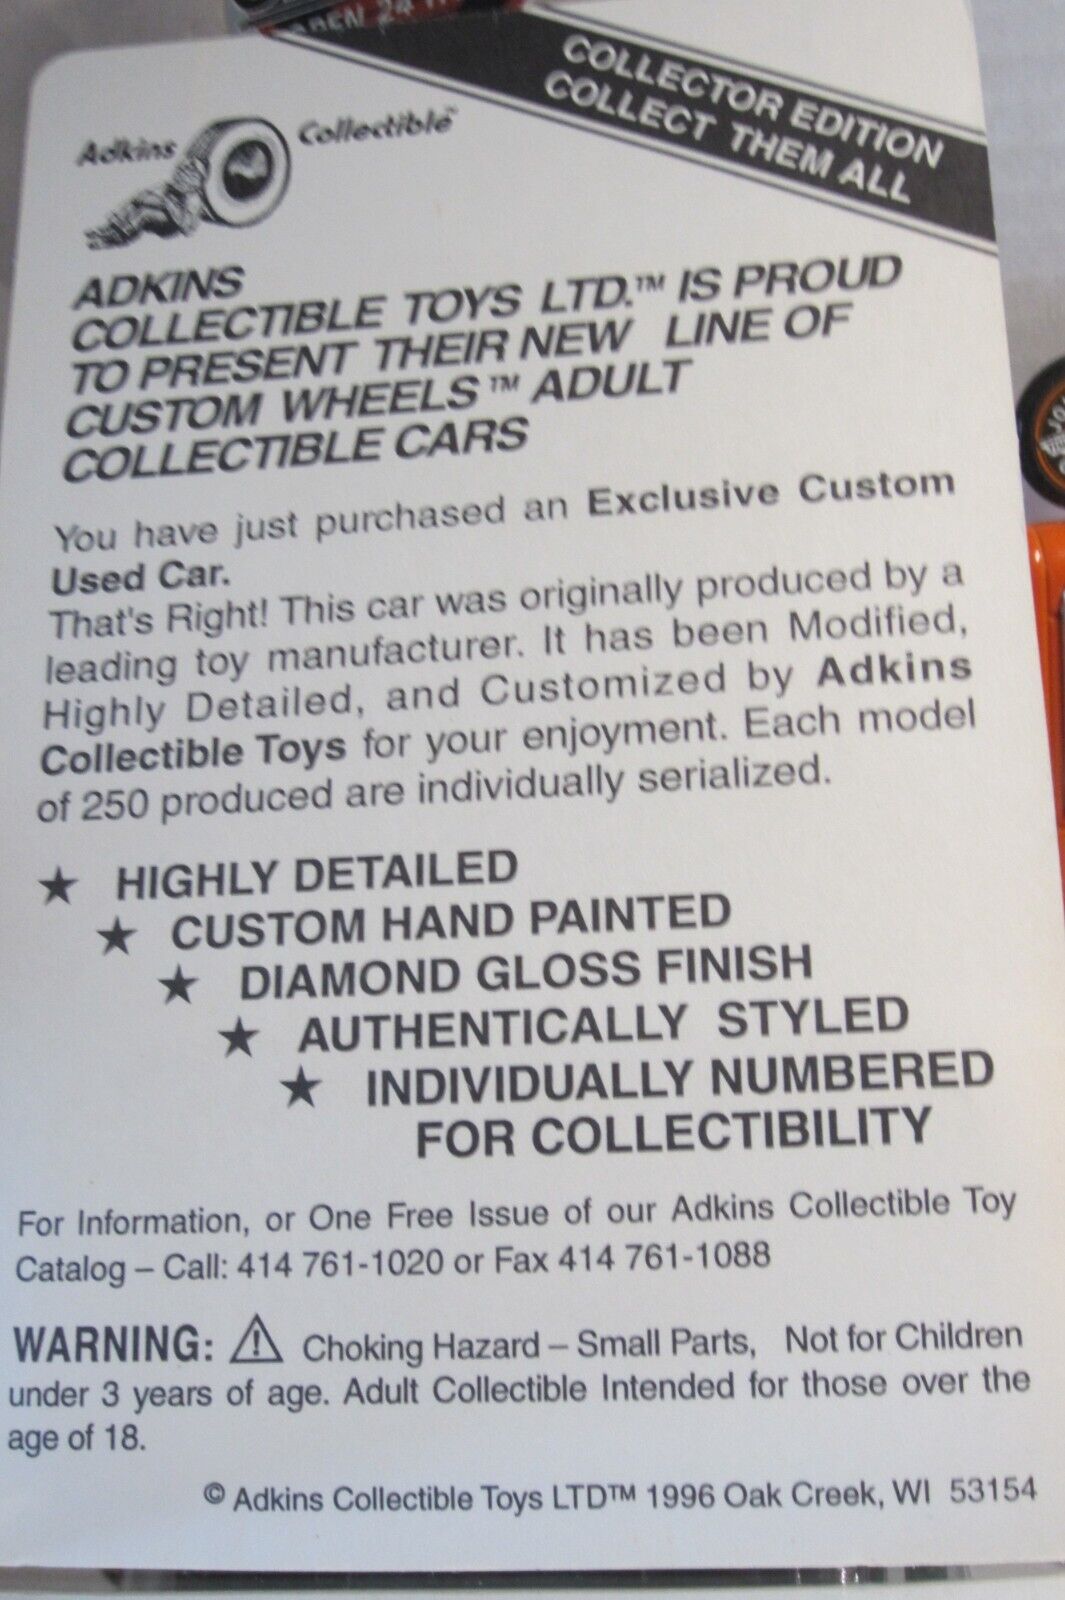 OPEN 24 H
COLLECTOR EDITION
COLLECT THEM ALL
Adkins Collectible™
ADKINS
COLLECTIBLE TOYS LTD.™ IS PROUD
TO PRESENT THEIR NEW LINE OF
CUSTOM WHEELS™ ADULT
COLLECTIBLE CARS
You have just purchased an Exclusive Custom
Used Car.
That's Right! This car was originally produced by a
leading toy manufacturer. It has been Modified,
Highly Detailed, and Customized by Adkins
Collectible Toys for your enjoyment. Each model
of 250 produced are individually serialized.
★ HIGHLY DETAILED
★ CUSTOM HAND PAINTED
★ DIAMOND GLOSS FINISH
★ AUTHENTICALLY STYLED
★ INDIVIDUALLY NUMBERED
FOR COLLECTIBILITY
For Information, or One Free Issue of our Adkins Collectible Toy
Catalog – Call: 414 761-1020 or Fax 414 761-1088
WARNING: ⚠ Choking Hazard – Small Parts, Not for Children
under 3 years of age. Adult Collectible Intended for those over the
age of 18.
© Adkins Collectible Toys LTD™ 1996 Oak Creek, WI 53154